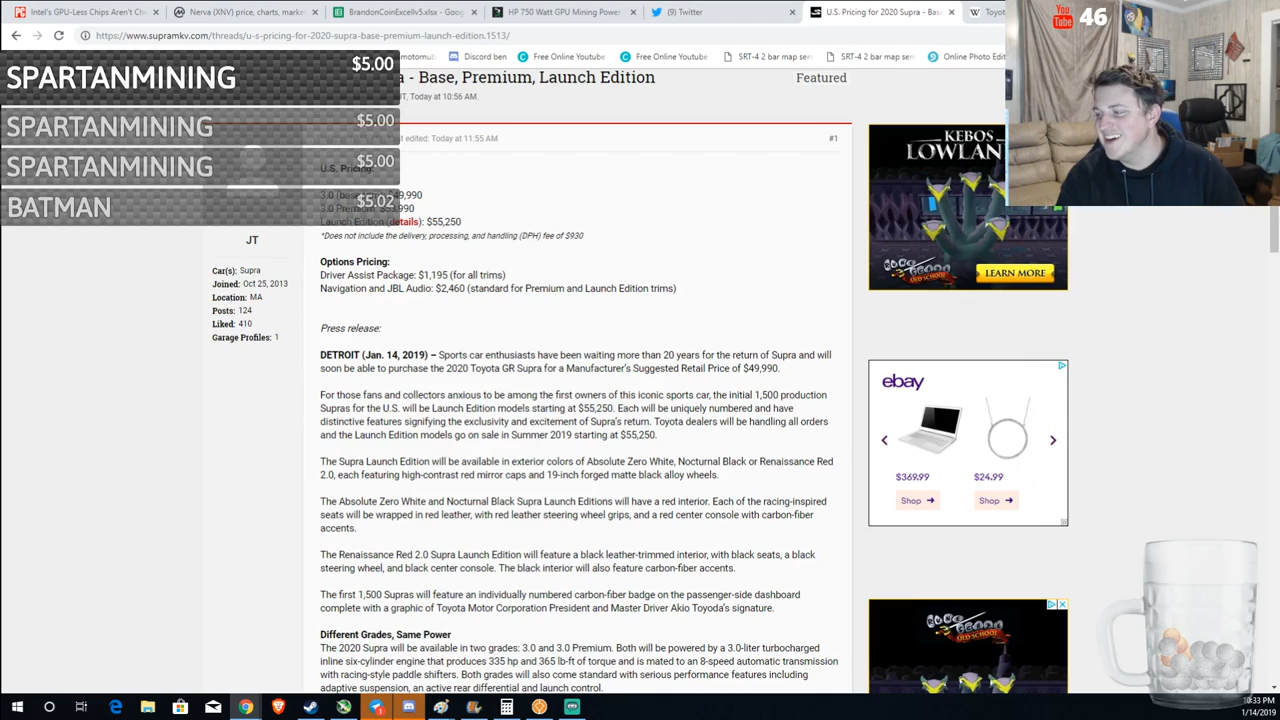 Intel's GPU-Less Chips Aren't Ch
Nerva (XNV) price, charts, marke
BrandonCoinExcellv5.xlsx - Goog
HP 750 Watt GPU Mining Power
(9) Twitter
U.S. Pricing for 2020 Supra - Bas
Toyot
https://www.supramkv.com/threads/u-s-pricing-for-2020-supra-base-premium-launch-edition.1513/
Discord ben
Free Online Youtube
Free Online Youtube
SRT-4 2 bar map sen
SRT-4 2 bar map sen
Online Photo Edit
You Tube 46
SPARTANMINING $5.00
SPARTANMINING $5.00
SPARTANMINING $5.00
BATMAN $5.02
a - Base, Premium, Launch Edition
Featured
Today at 10:56 AM.
edited: Today at 11:55 AM
#1
U.S. Pricing:
3.0 (base
Launch Edition (details): $55,250
*Does not include the delivery, processing, and handling (DPH) fee of $930
Options Pricing:
Driver Assist Package: $1,195 (for all trims)
Navigation and JBL Audio: $2,460 (standard for Premium and Launch Edition trims)
JT
Car(s): Supra
Joined: Oct 25, 2013
Location: MA
Posts: 124
Liked: 410
Garage Profiles: 1
Press release:
DETROIT (Jan. 14, 2019) – Sports car enthusiasts have been waiting more than 20 years for the return of Supra and will
soon be able to purchase the 2020 Toyota GR Supra for a Manufacturer's Suggested Retail Price of $49,990.
For those fans and collectors anxious to be among the first owners of this iconic sports car, the initial 1,500 production
Supras for the U.S. will be Launch Edition models starting at $55,250. Each will be uniquely numbered and have
distinctive features signifying the exclusivity and excitement of Supra's return. Toyota dealers will be handling all orders
and the Launch Edition models go on sale in Summer 2019 starting at $55,250.
The Supra Launch Edition will be available in exterior colors of Absolute Zero White, Nocturnal Black or Renaissance Red
2.0, each featuring high-contrast red mirror caps and 19-inch forged matte black alloy wheels.
The Absolute Zero White and Nocturnal Black Supra Launch Editions will have a red interior. Each of the racing-inspired
seats will be wrapped in red leather, with red leather steering wheel grips, and a red center console with carbon-fiber
accents.
The Renaissance Red 2.0 Supra Launch Edition will feature a black leather-trimmed interior, with black seats, a black
steering wheel, and black center console. The black interior will also feature carbon-fiber accents.
The first 1,500 Supras will feature an individually numbered carbon-fiber badge on the passenger-side dashboard
complete with a graphic of Toyota Motor Corporation President and Master Driver Akio Toyoda's signature.
Different Grades, Same Power
The 2020 Supra will be available in two grades: 3.0 and 3.0 Premium. Both will be powered by a 3.0-liter turbocharged
inline six-cylinder engine that produces 335 hp and 365 lb-ft of torque and is mated to an 8-speed automatic transmission
with racing-style paddle shifters. Both grades will also come standard with serious performance features including
adaptive suspension, an active rear differential and launch control.
KEBOS
LOWLAN
OLD SCHOOL
LEARN MORE
ebay
$369.99
$24.99
Shop
Shop
OLD SCHOOL
10:33 PM
1/14/2019